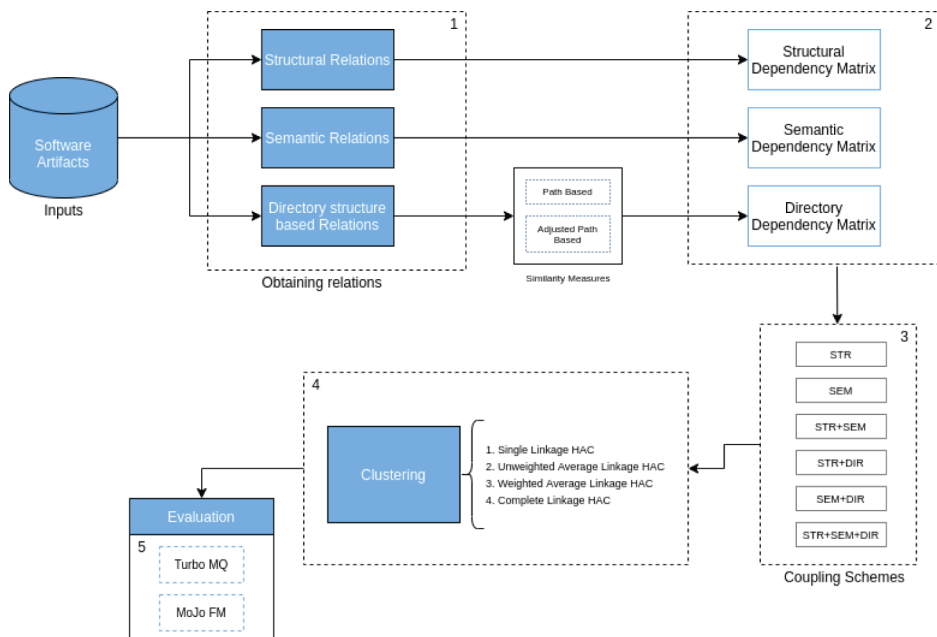 1
2
Structural Relations
Structural
Dependency Matrix
Software
Artifacts
Inputs
Semantic Relations
Semantic
Dependency Matrix
Directory structure
based Relations
Path Based
Adjusted Path
Based
Directory
Dependency Matrix
Obtaining relations
Similarity Measures
3
STR
SEM
STR+SEM
STR+DIR
SEM+DIR
STR+SEM+DIR
Coupling Schemes
4
Clustering
1. Single Linkage HAC
2. Unweighted Average Linkage HAC
3. Weighted Average Linkage HAC
4. Complete Linkage HAC
Evaluation
5
Turbo MQ
MoJo FM